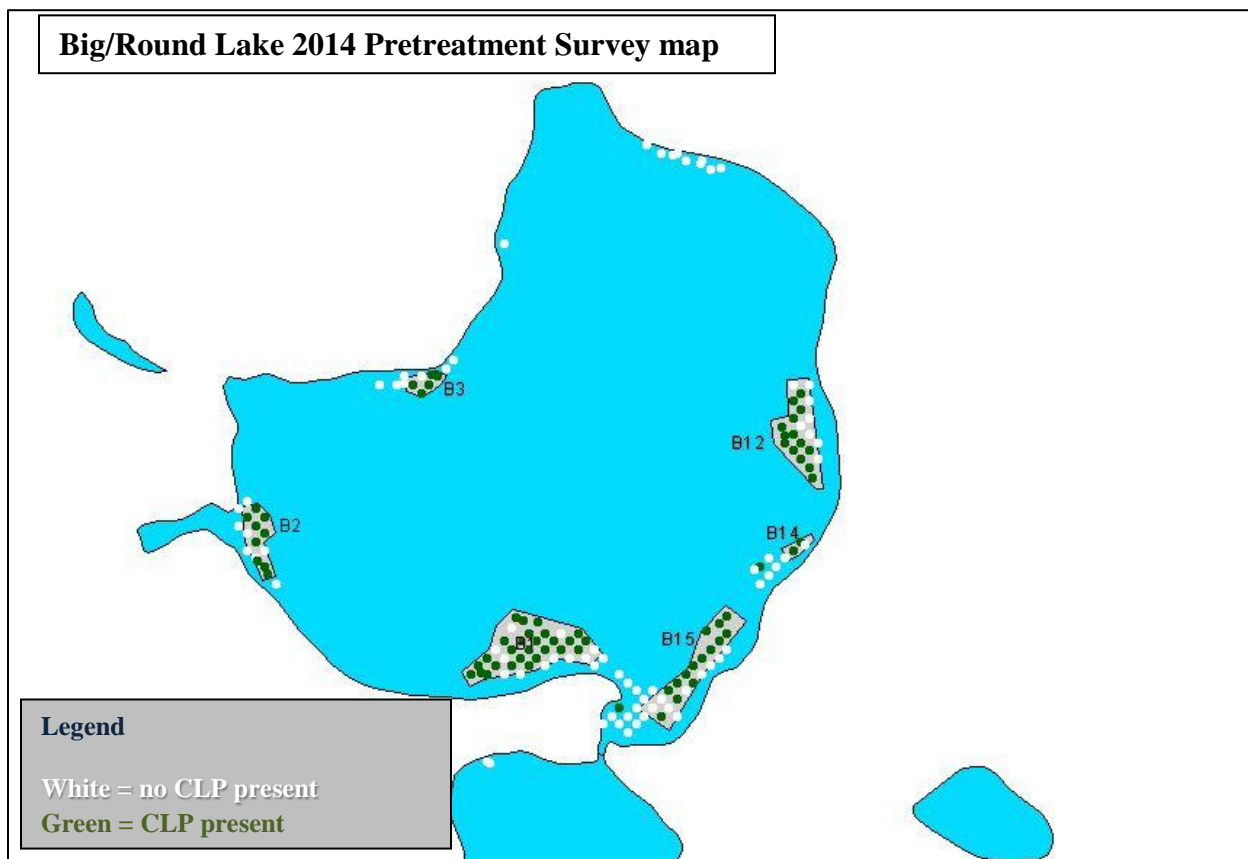 Big/Round Lake 2014 Pretreatment Survey map
B3
B12
B2
B14
B15
B1
Legend
White = no CLP present
Green = CLP present